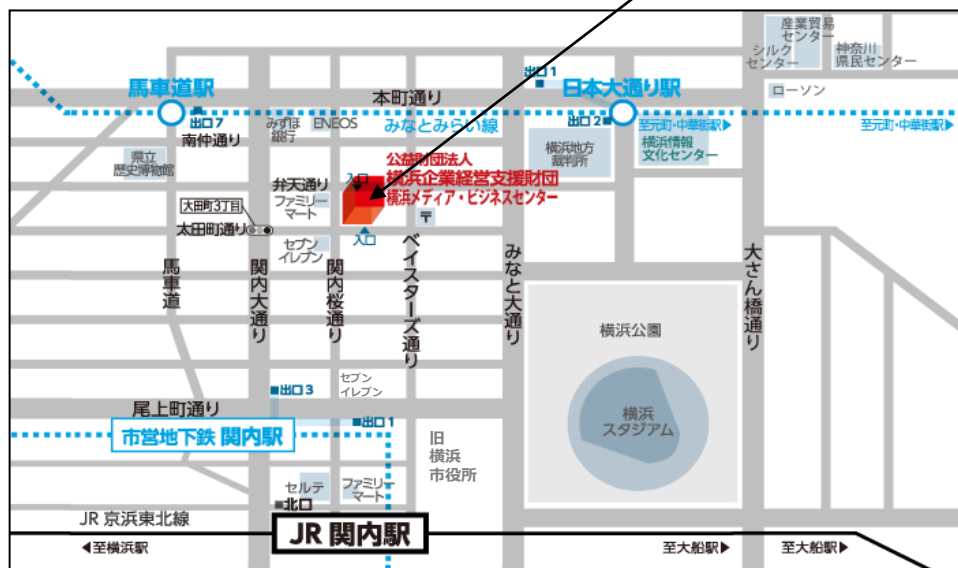 産業貿易
センター
シルク
センター
神奈川
県民センター
出口1
馬車道駅
日本大通り駅
ローソン
本町通り
出口7
南仲通り
みずほ
銀行
ENEOS
みなとみらい線
出口2
至元町・中華街駅▶
至元町・中華街駅▶
横浜地方
裁判所
横浜情報
文化センター
県立
歴史博物館
公益財団法人
横浜企業経営支援財団
横浜メディア・ビジネスセンター
入口
弁天通り
ファミリー
マート
大田町3丁目
太田町通り
〒
入口
セブン
イレブン
馬車道
関内大通り
関内桜通り
ベイスターズ通り
みなと大通り
大さん橋通り
横浜公園
横浜
スタジアム
セブン
イレブン
出口3
尾上町通り
出口1
市営地下鉄 関内駅
旧
横浜
市役所
セルテ
ファミリー
マート
北口
JR 京浜東北線
JR 関内駅
◀至横浜駅
至大船駅▶
至大船駅▶